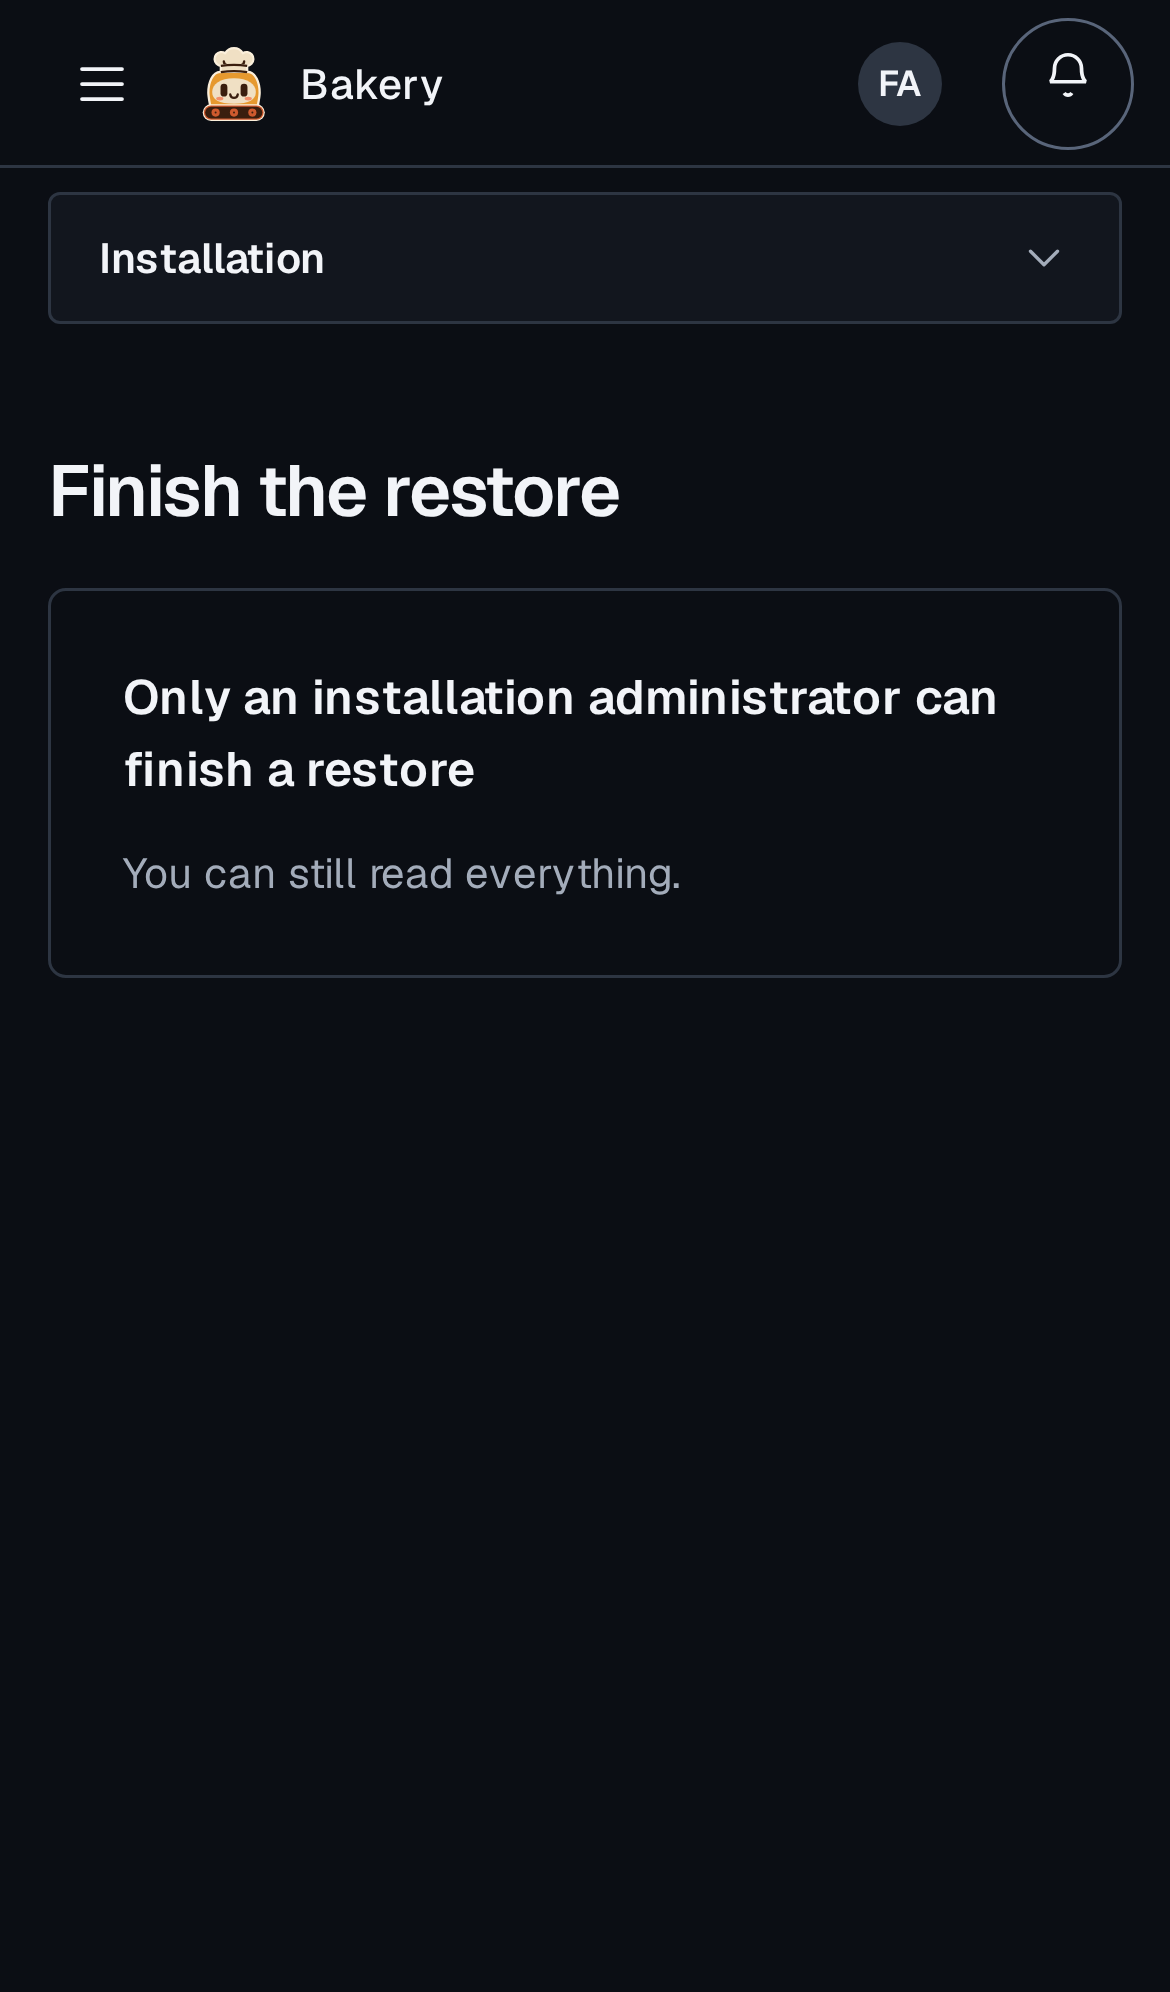 Bakery
FA
Installation
Finish the restore
Only an installation administrator can
finish a restore
You can still read everything.